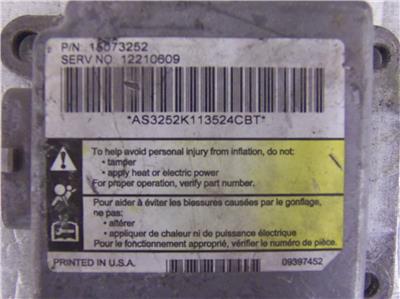 P/N 15073252
SERV NO 12210609
*AS3252K113524CBT*
To help avoid personal injury from inflation, do not:
• tamper
• apply heat or electric power
For proper operation, verify part number.
Pour aider à éviter les blessures causées par le gonflage,
ne pas:
• altérer
• appliquer de chaleur ni de puissance électrique
Pour le fonctionnement approprié, vérifier le numéro de pièce.
PRINTED IN U.S.A. 09397452